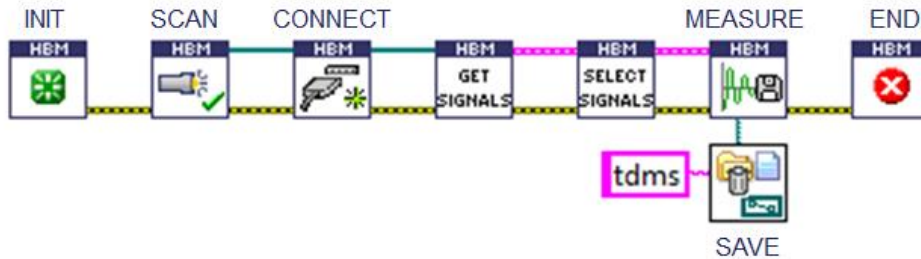 INIT SCAN CONNECT MEASURE END
HBM HBM HBM HBM HBM HBM HBM
GET SIGNALS
SELECT SIGNALS
tdms
SAVE